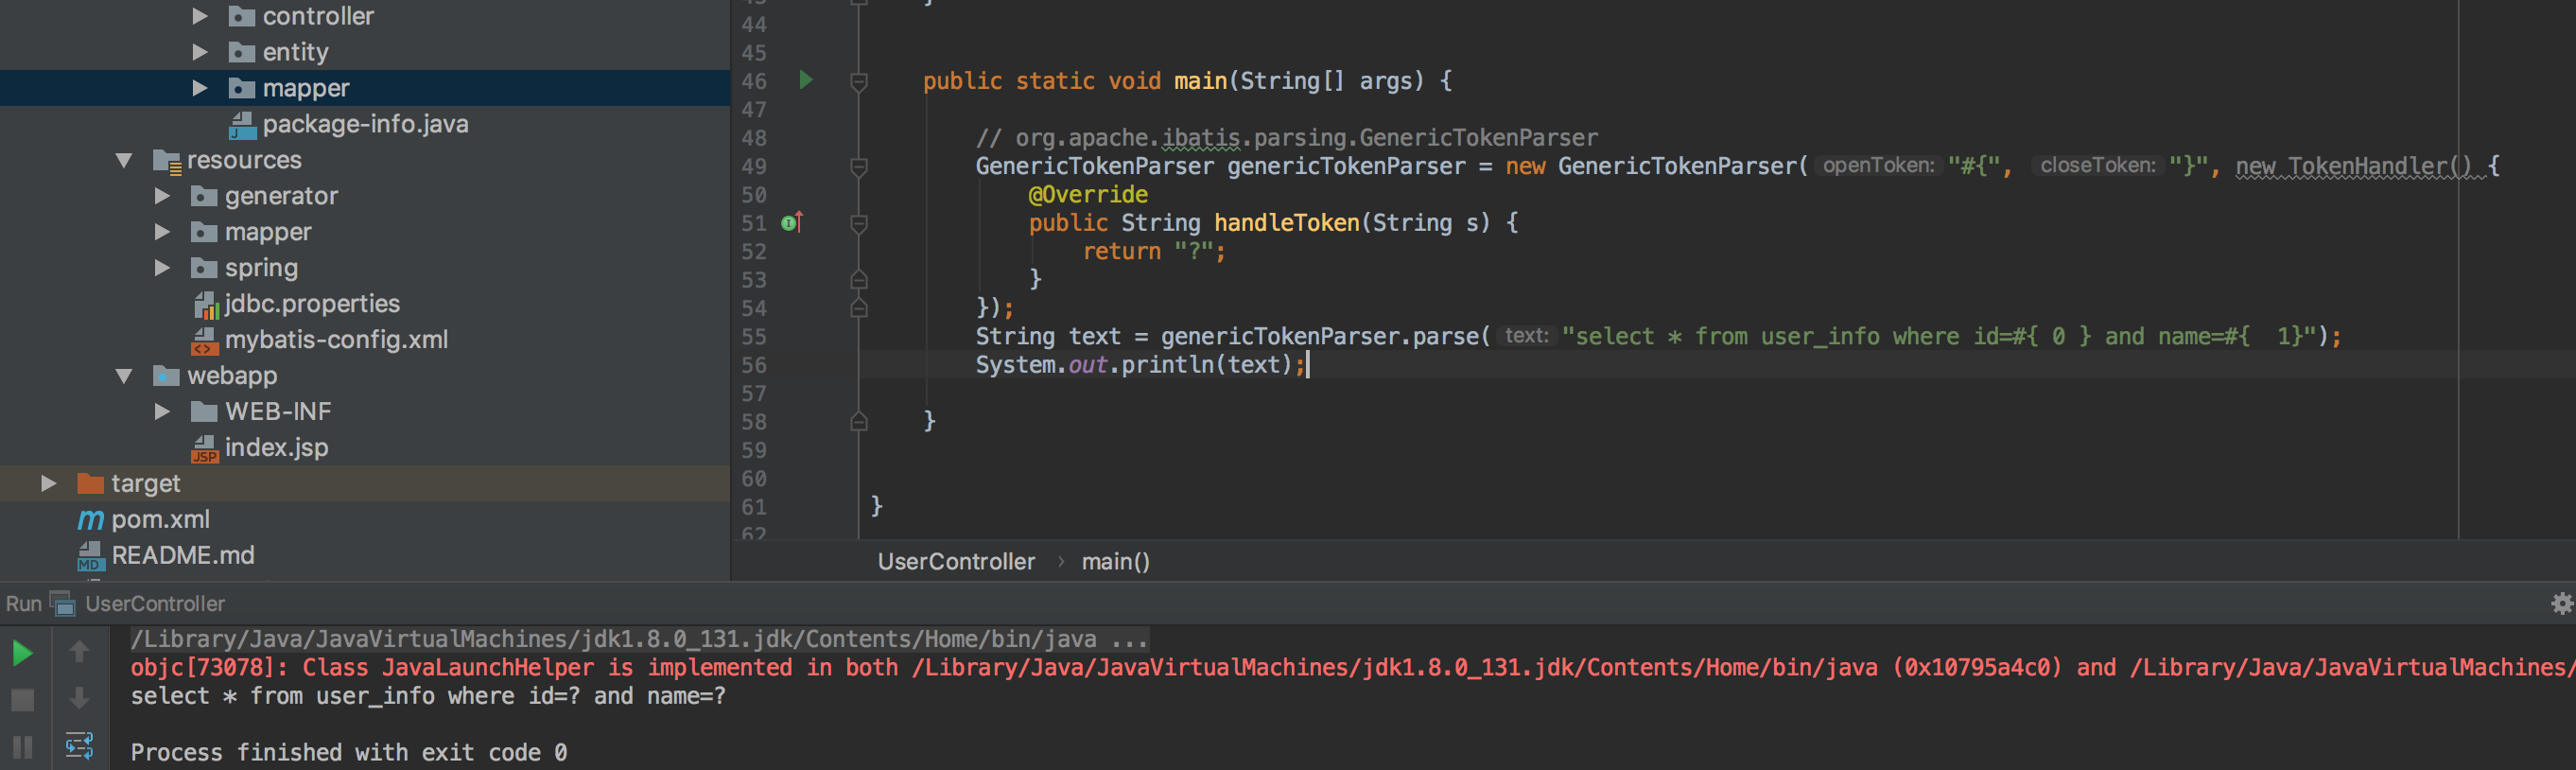 controller
entity
mapper
package-info.java
resources
generator
mapper
spring
jdbc.properties
mybatis-config.xml
webapp
WEB-INF
index.jsp
target
pom.xml
README.md
44
45
46 public static void main(String[] args) {
47
48 // org.apache.ibatis.parsing.GenericTokenParser
49 GenericTokenParser genericTokenParser = new GenericTokenParser( openToken: "#{", closeToken: "}", new TokenHandler() {
50 @Override
51 public String handleToken(String s) {
52 return "?";
53 }
54 });
55 String text = genericTokenParser.parse( text: "select * from user_info where id=#{ 0 } and name=#{  1}");
56 System.out.println(text);
57
58 }
59
60
61 }
62
UserController › main()
Run UserController
/Library/Java/JavaVirtualMachines/jdk1.8.0_131.jdk/Contents/Home/bin/java ...
objc[73078]: Class JavaLaunchHelper is implemented in both /Library/Java/JavaVirtualMachines/jdk1.8.0_131.jdk/Contents/Home/bin/java (0x10795a4c0) and /Library/Java/JavaVirtualMachines/
select * from user_info where id=? and name=?
Process finished with exit code 0